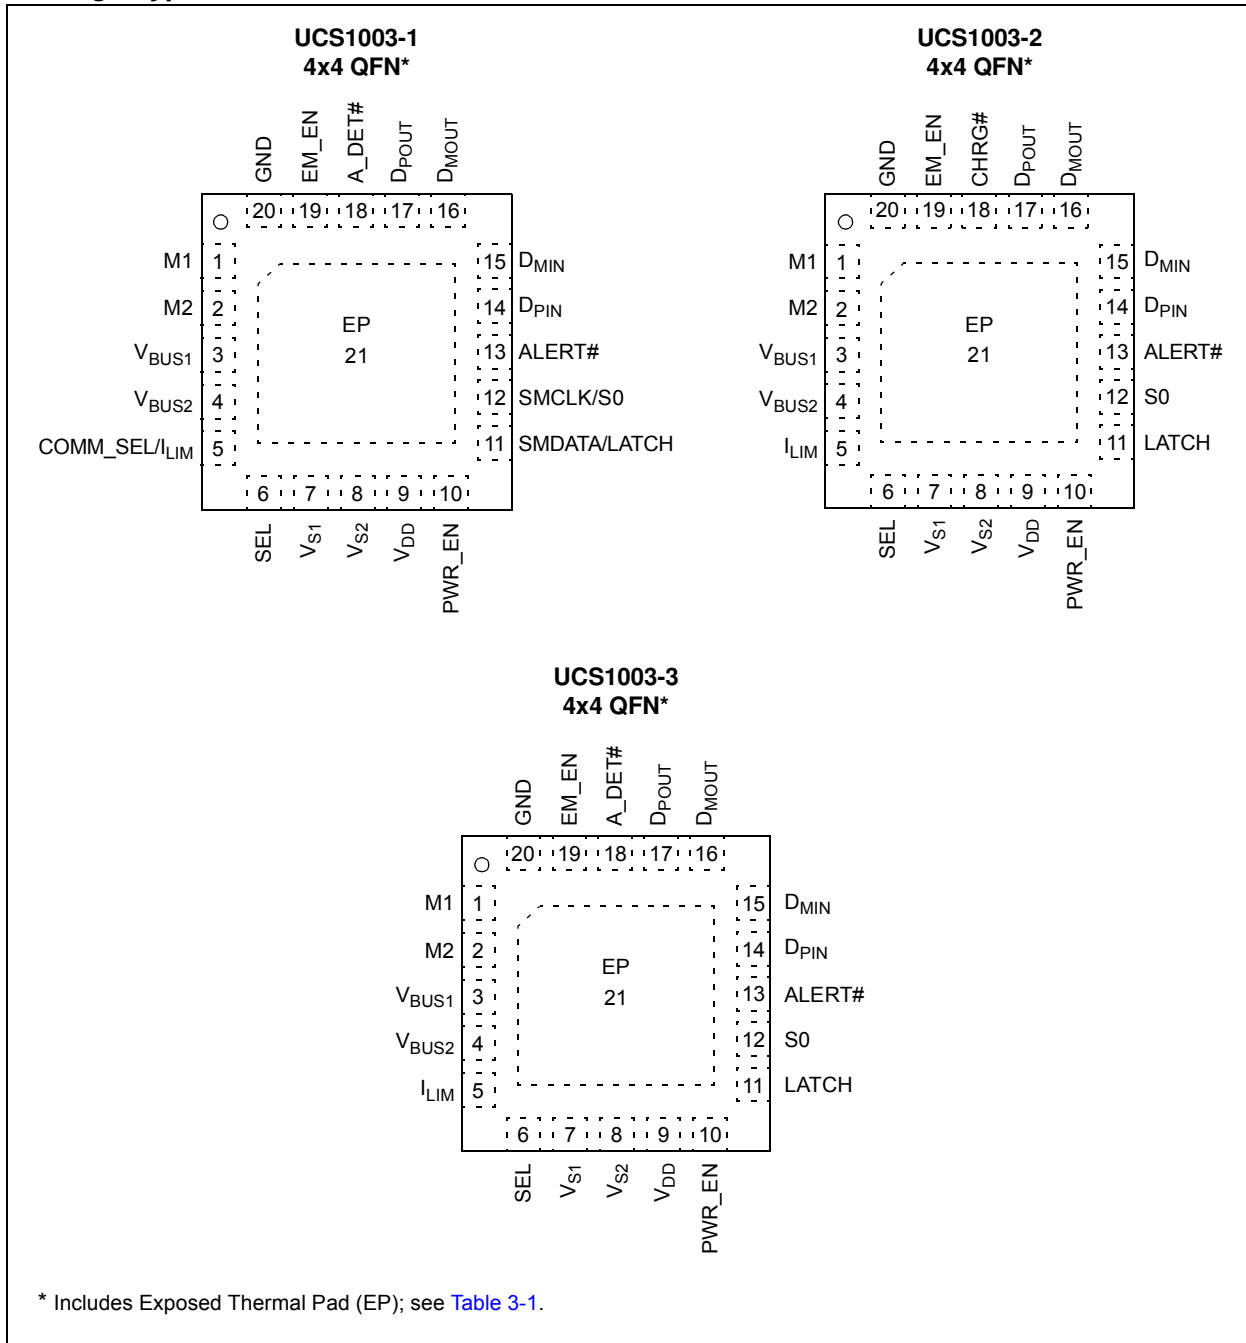 UCS1003-1
4x4 QFN*
GND
EM_EN
A_DET#
DPOUT
DMOUT
20 19 18 17 16
M1 1
M2 2
VBUS1 3
VBUS2 4
COMM_SEL/ILIM 5
EP
21
15 DMIN
14 DPIN
13 ALERT#
12 SMCLK/S0
11 SMDATA/LATCH
6 7 8 9 10
SEL
VS1
VS2
VDD
PWR_EN
UCS1003-2
4x4 QFN*
GND
EM_EN
CHRG#
DPOUT
DMOUT
20 19 18 17 16
M1 1
M2 2
VBUS1 3
VBUS2 4
ILIM 5
EP
21
15 DMIN
14 DPIN
13 ALERT#
12 S0
11 LATCH
6 7 8 9 10
SEL
VS1
VS2
VDD
PWR_EN
UCS1003-3
4x4 QFN*
GND
EM_EN
A_DET#
DPOUT
DMOUT
20 19 18 17 16
M1 1
M2 2
VBUS1 3
VBUS2 4
ILIM 5
EP
21
15 DMIN
14 DPIN
13 ALERT#
12 S0
11 LATCH
6 7 8 9 10
SEL
VS1
VS2
VDD
PWR_EN
* Includes Exposed Thermal Pad (EP); see Table 3-1.